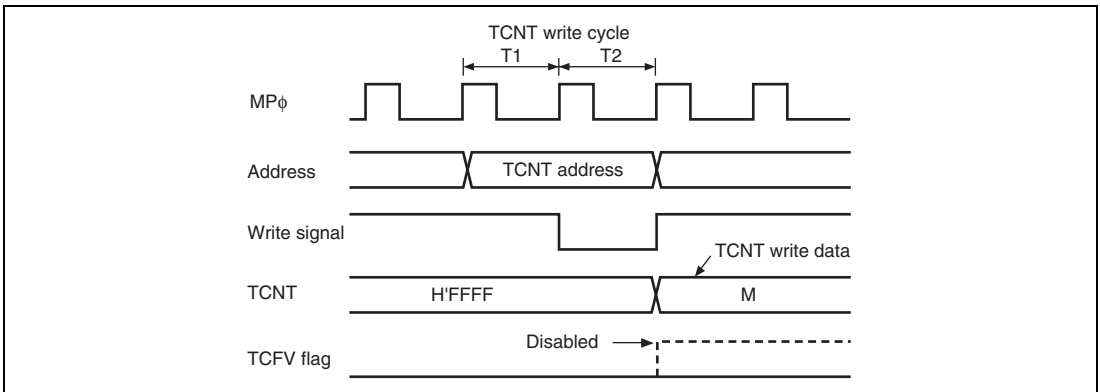 TCNT write cycle
T1 T2
MPϕ
Address TCNT address
Write signal
TCNT write data
TCNT H'FFFF M
Disabled
TCFV flag